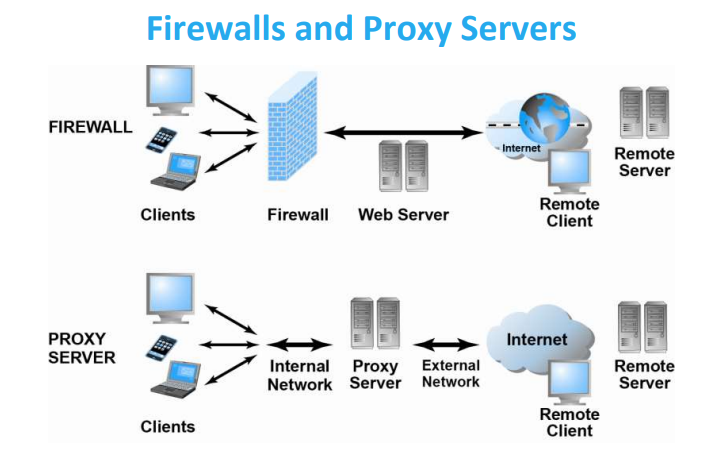 Firewalls and Proxy Servers
FIREWALL
Internet
Remote
Server
Clients
Firewall
Web Server
Remote
Client
PROXY
SERVER
Internet
Internal
Network
Proxy
Server
External
Network
Remote
Server
Clients
Remote
Client